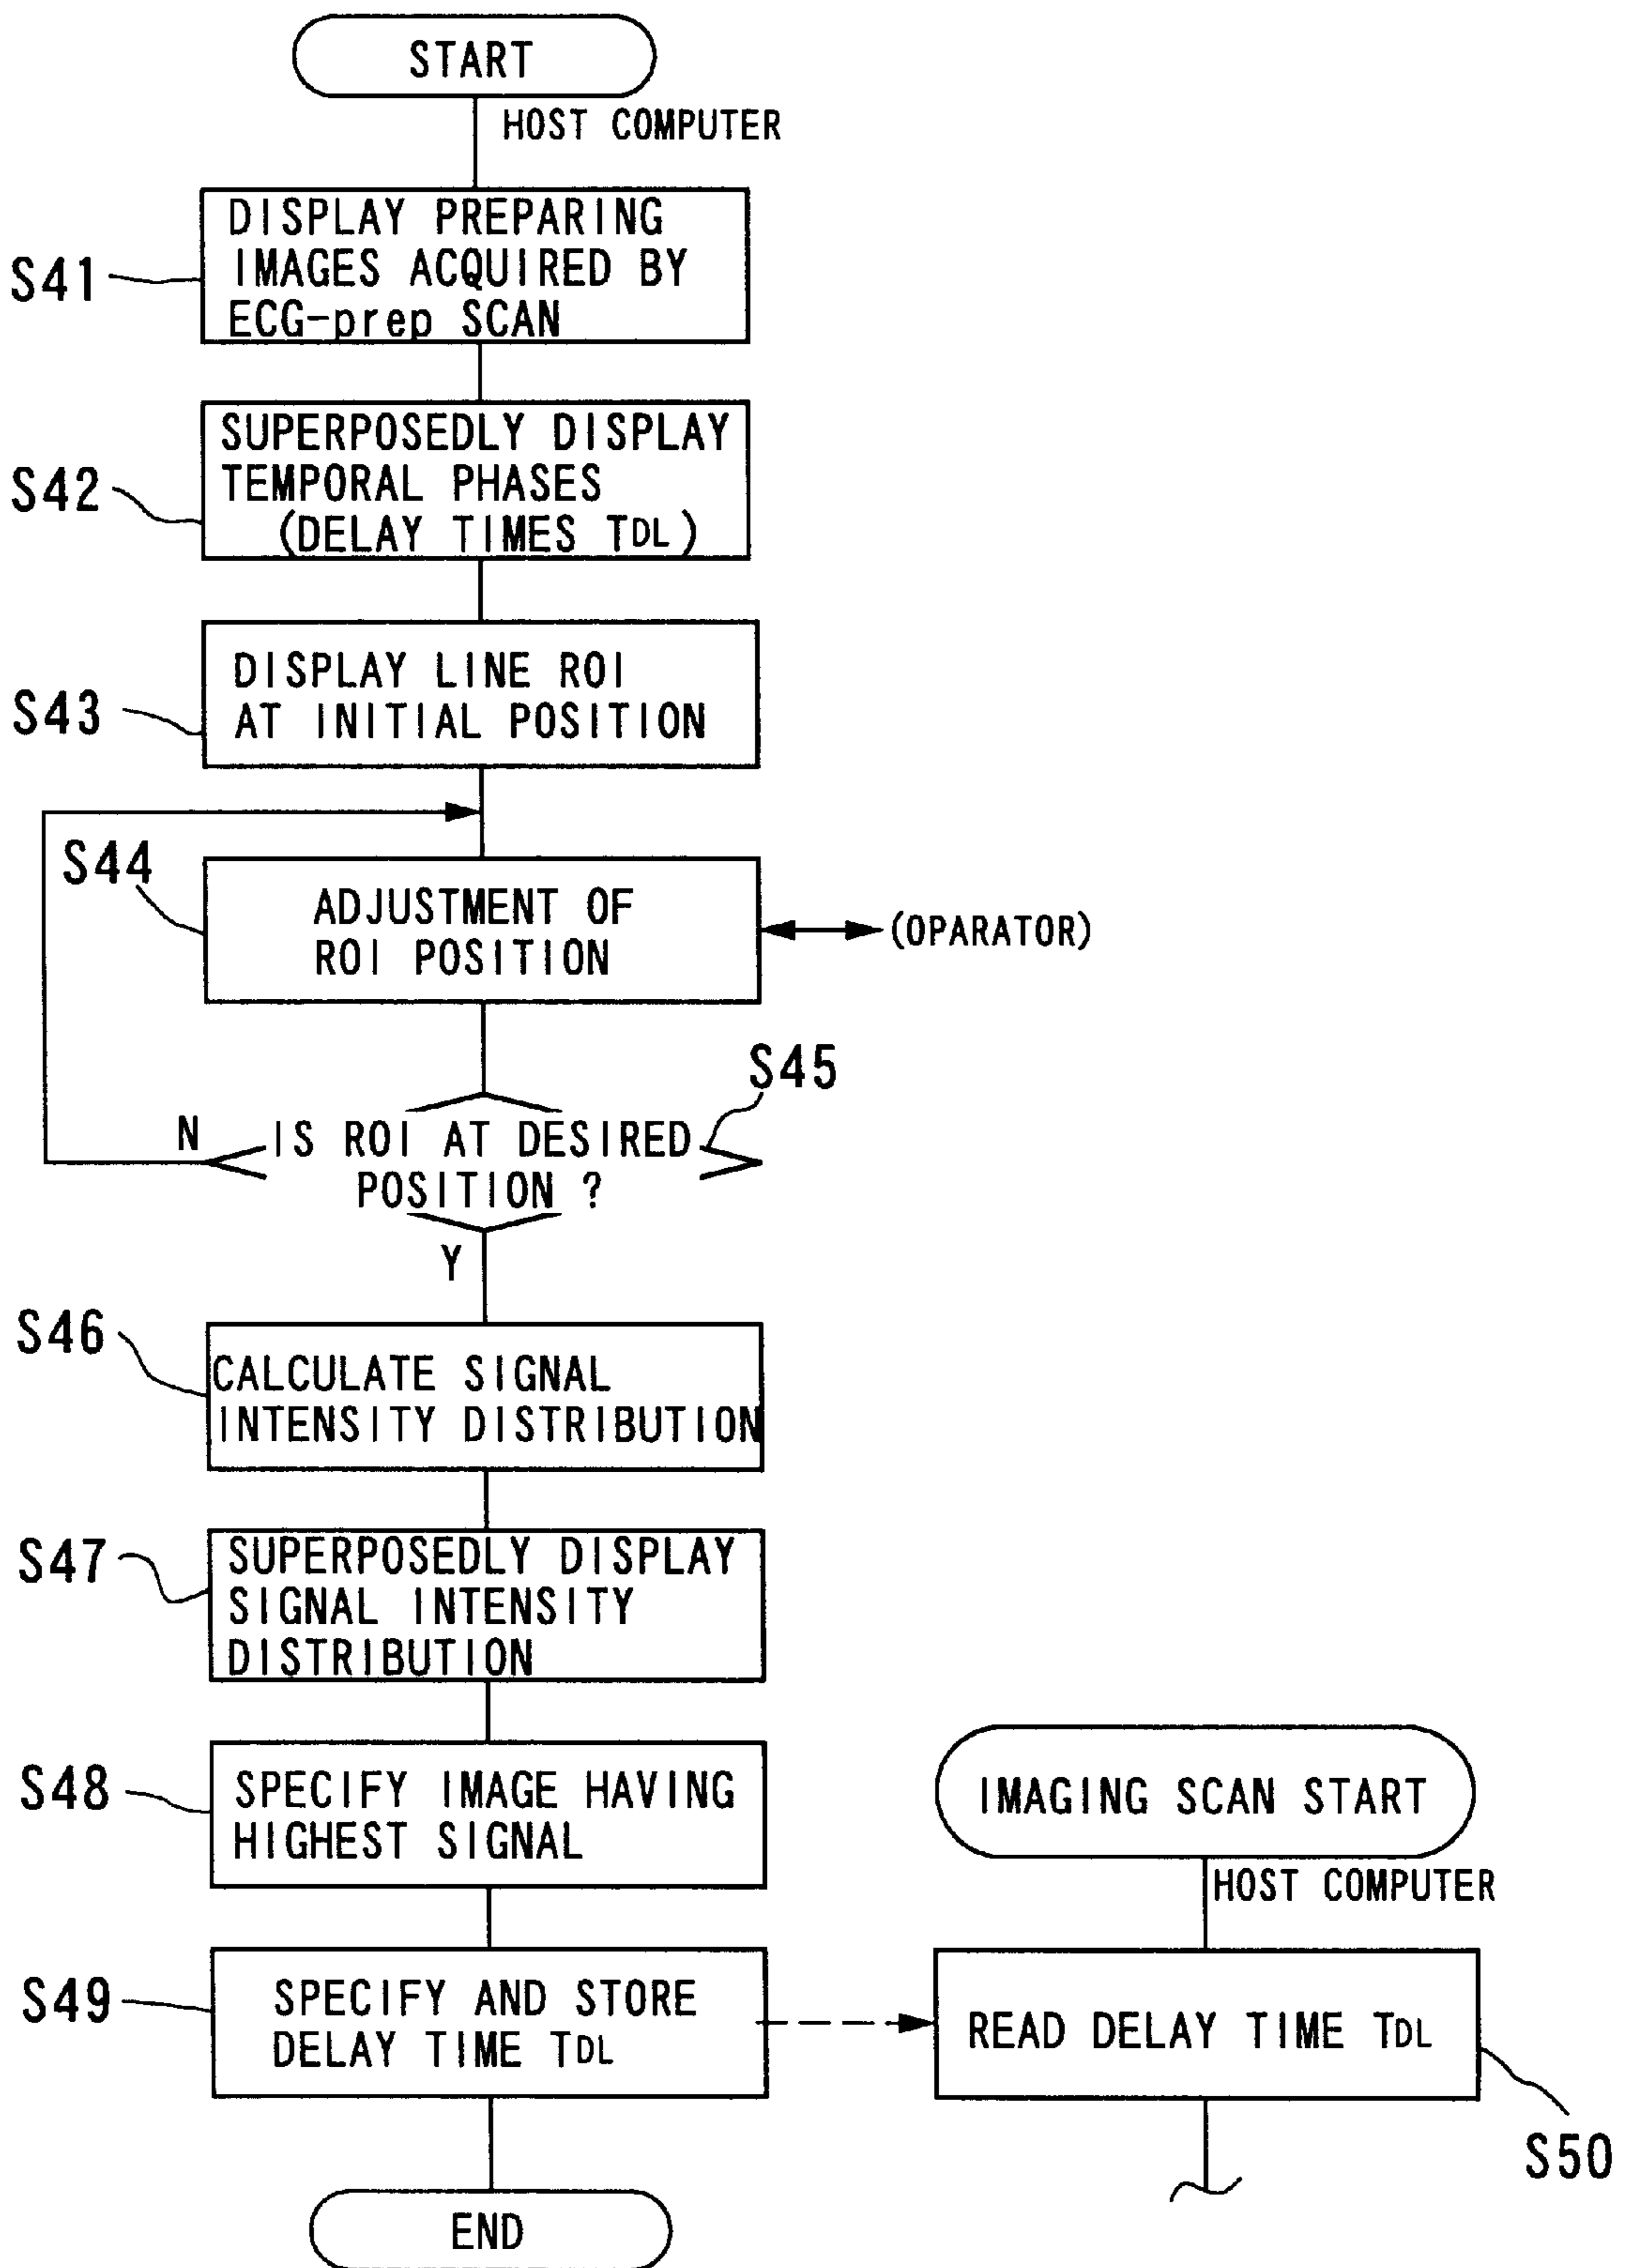 START
HOST COMPUTER
S41
DISPLAY PREPARING
IMAGES ACQUIRED BY
ECG-prep SCAN
S42
SUPERPOSEDLY DISPLAY
TEMPORAL PHASES
(DELAY TIMES TDL)
S43
DISPLAY LINE ROI
AT INITIAL POSITION
S44
ADJUSTMENT OF
ROI POSITION
(OPARATOR)
S45
N
IS ROI AT DESIRED
POSITION ?
Y
S46
CALCULATE SIGNAL
INTENSITY DISTRIBUTION
S47
SUPERPOSEDLY DISPLAY
SIGNAL INTENSITY
DISTRIBUTION
S48
SPECIFY IMAGE HAVING
HIGHEST SIGNAL
S49
SPECIFY AND STORE
DELAY TIME TDL
END
IMAGING SCAN START
HOST COMPUTER
READ DELAY TIME TDL
S50